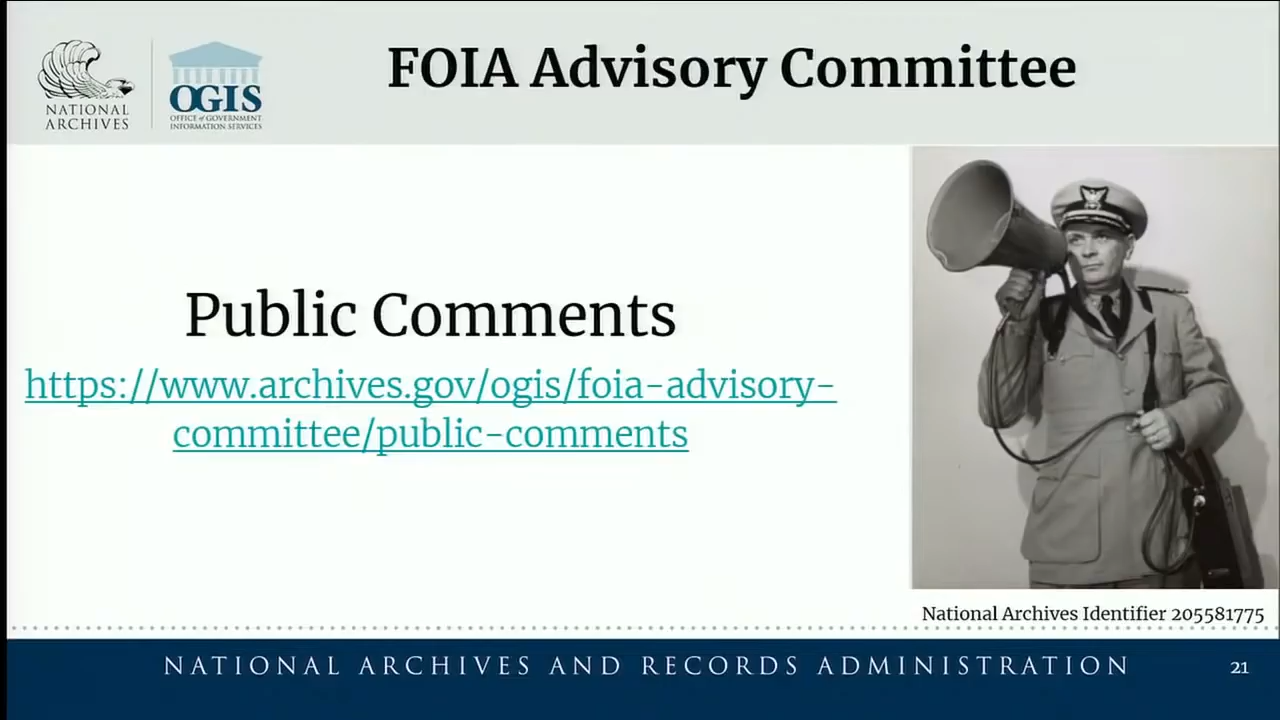 FOIA Advisory Committee
NATIONAL
ARCHIVES
OGIS
OFFICE of GOVERNMENT
INFORMATION SERVICES
Public Comments
https://www.archives.gov/ogis/foia-advisory-
committee/public-comments
National Archives Identifier 205581775
NATIONAL ARCHIVES AND RECORDS ADMINISTRATION
21